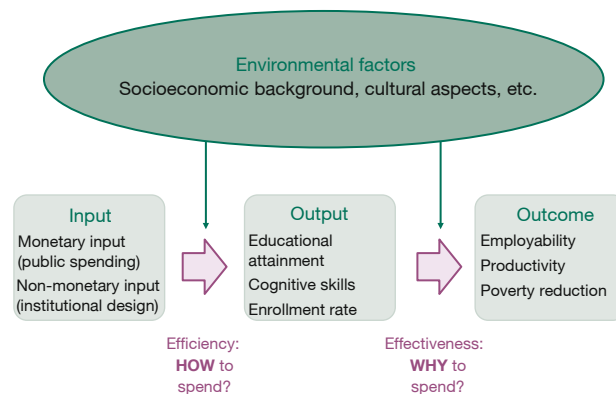 Environmental factors
Socioeconomic background, cultural aspects, etc.
Input
Monetary input
(public spending)
Non-monetary input
(institutional design)
Output
Educational
attainment
Cognitive skills
Enrollment rate
Outcome
Employability
Productivity
Poverty reduction
Efficiency:
HOW to
spend?
Effectiveness:
WHY to
spend?